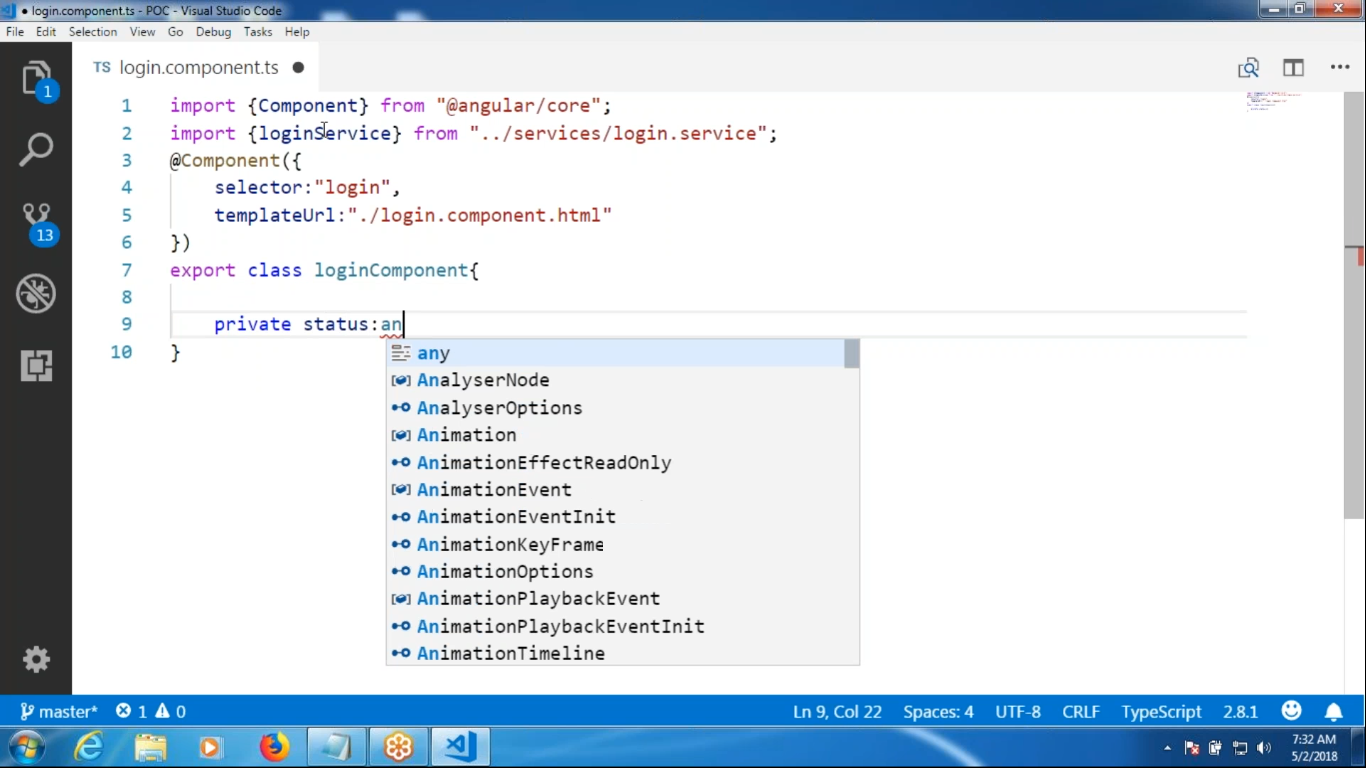 login.component.ts - POC - Visual Studio Code
File Edit Selection View Go Debug Tasks Help
TS login.component.ts
1 import {Component} from "@angular/core";
2 import {loginService} from "../services/login.service";
3 @Component({
4 selector:"login",
5 templateUrl:"./login.component.html"
6 })
7 export class loginComponent{
8
9 private status:an
10 }
any
AnalyserNode
AnalyserOptions
Animation
AnimationEffectReadOnly
AnimationEvent
AnimationEventInit
AnimationKeyFrame
AnimationOptions
AnimationPlaybackEvent
AnimationPlaybackEventInit
AnimationTimeline
1
13
master* 1 0 Ln 9, Col 22 Spaces: 4 UTF-8 CRLF TypeScript 2.8.1
7:32 AM
5/2/2018